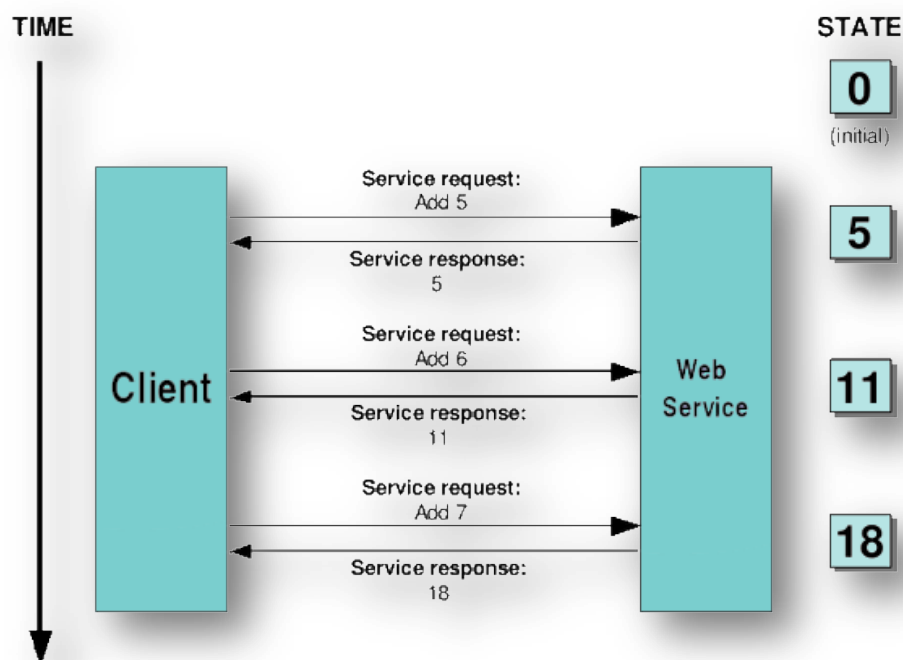 TIME
STATE
0
(initial)
Service request:
Add 5
5
Service response:
5
Service request:
Add 6
Client
Web
Service
11
Service response:
11
Service request:
Add 7
18
Service response:
18